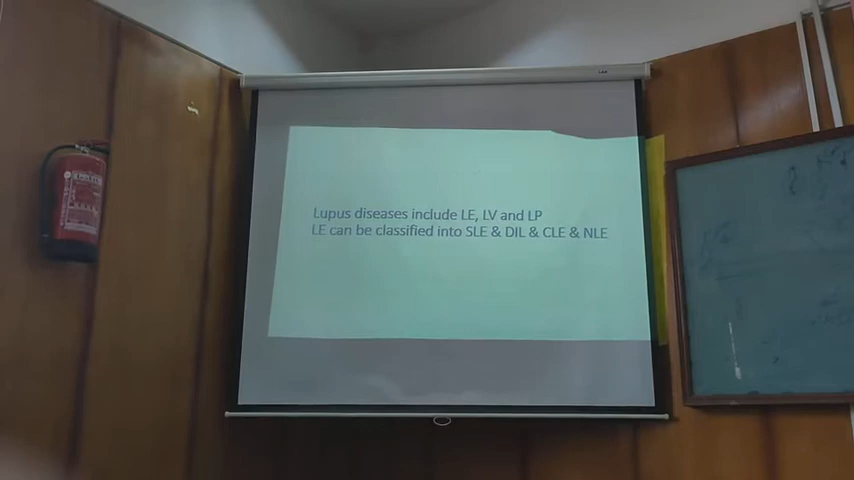 Lupus diseases include LE, LV and LP
LE can be classified into SLE & DIL & CLE & NLE